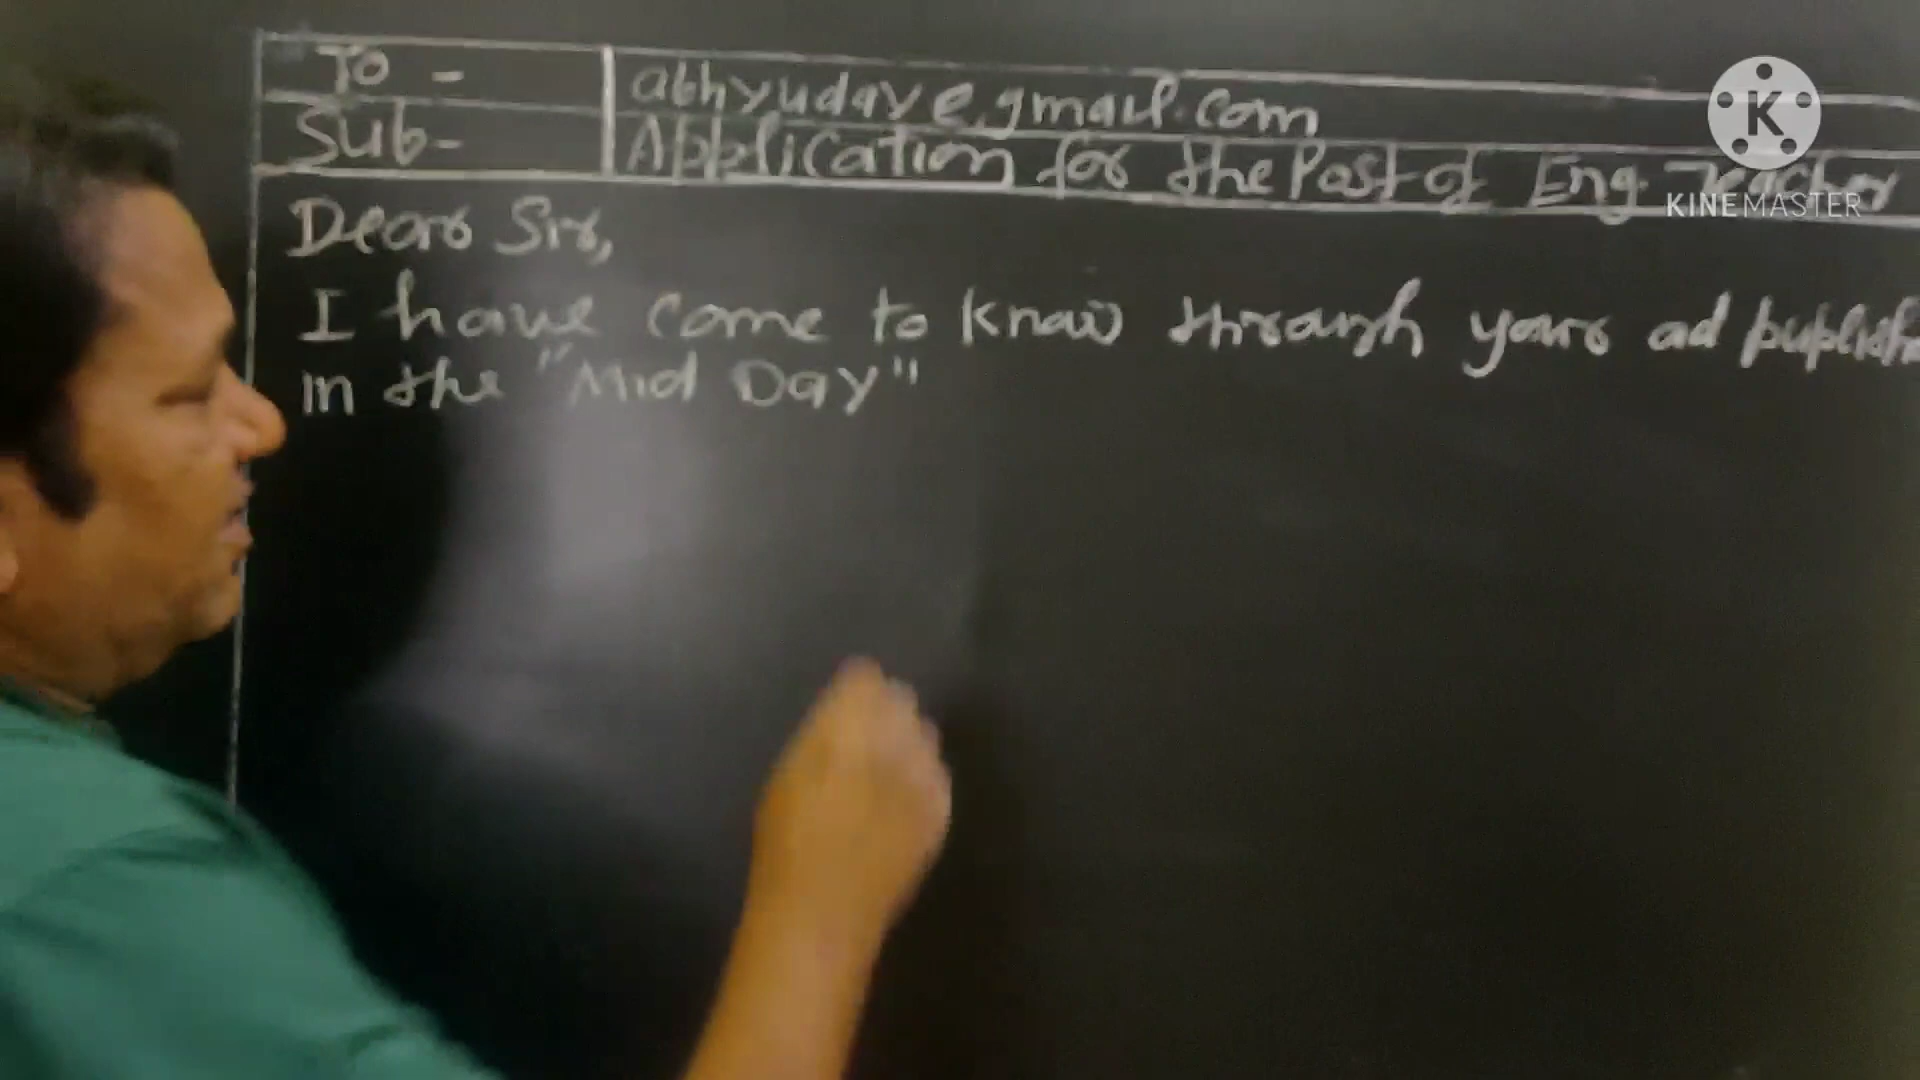 To -
abhyuday@gmail.com
Sub-
Application for the Post of Eng. Teacher
Dear Sir,
I have come to know through your ad
in the "Mid Day"
K
KINEMASTER